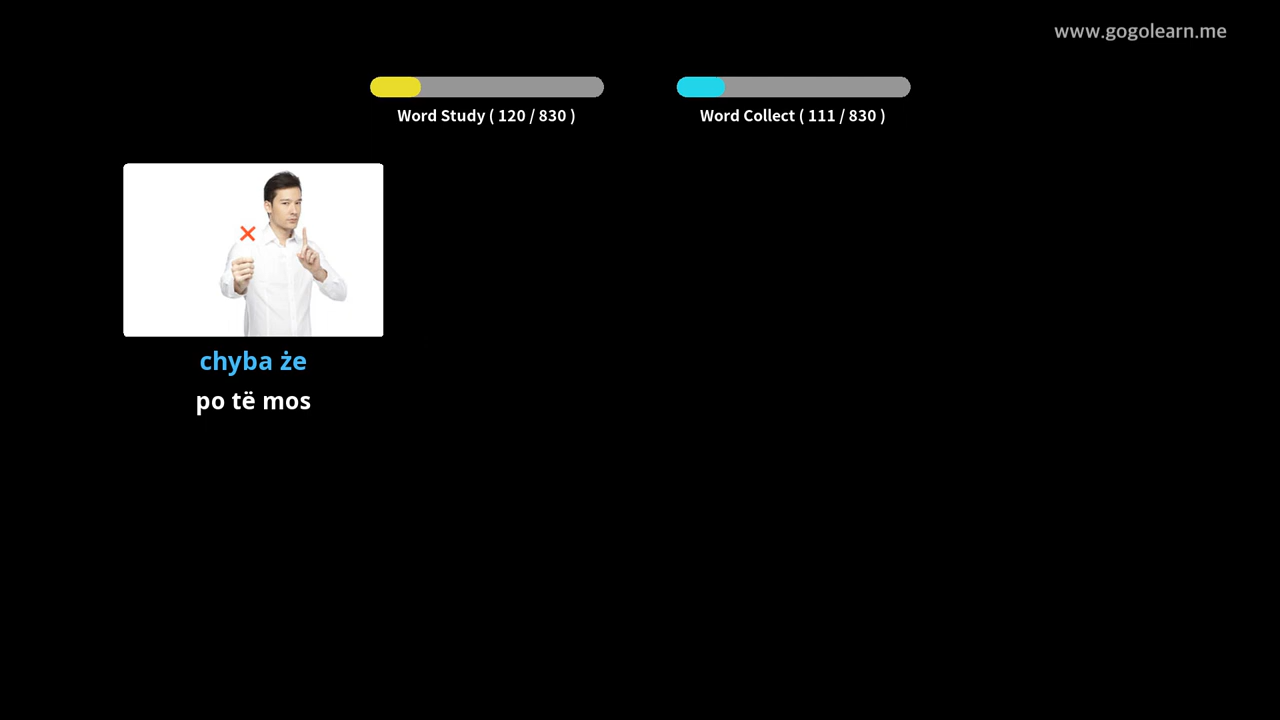 www.gogolearn.me
Word Study ( 120 / 830 )
Word Collect ( 111 / 830 )
chyba że
po të mos